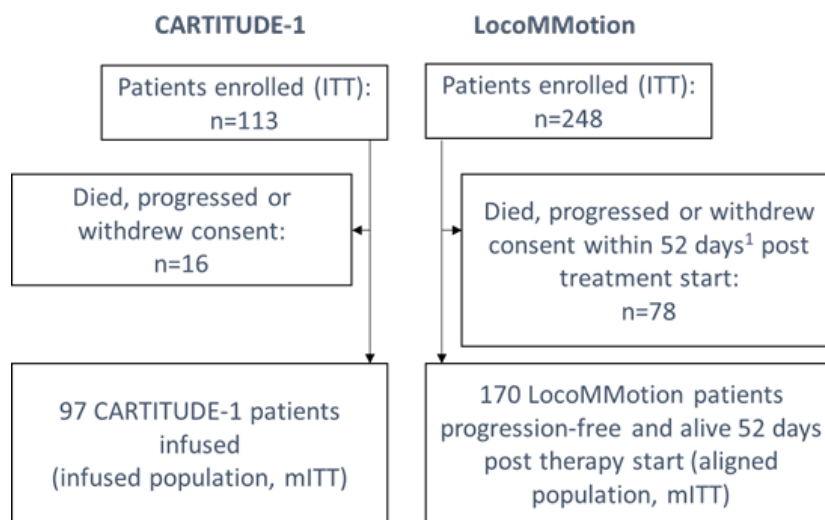 CARTITUDE-1
LocoMMotion
Patients enrolled (ITT):
n=113
Patients enrolled (ITT):
n=248
Died, progressed or
withdrew consent:
n=16
Died, progressed or withdrew
consent within 52 days¹ post
treatment start:
n=78
97 CARTITUDE-1 patients
infused
(infused population, mITT)
170 LocoMMotion patients
progression-free and alive 52 days
post therapy start (aligned
population, mITT)